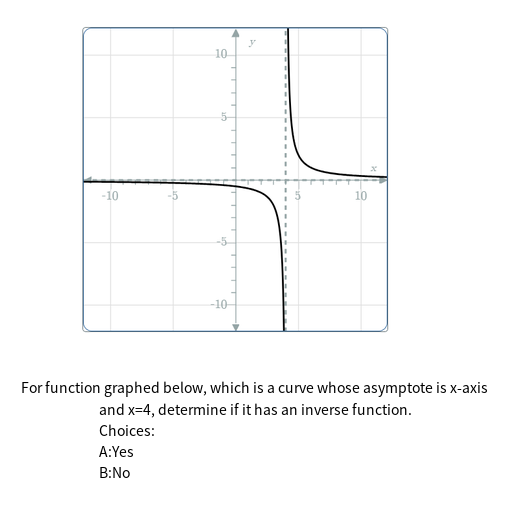 y
10
5
x
-10
-5
5
10
-5
-10
For function graphed below, which is a curve whose asymptote is x-axis
and x=4, determine if it has an inverse function.
Choices:
A:Yes
B:No